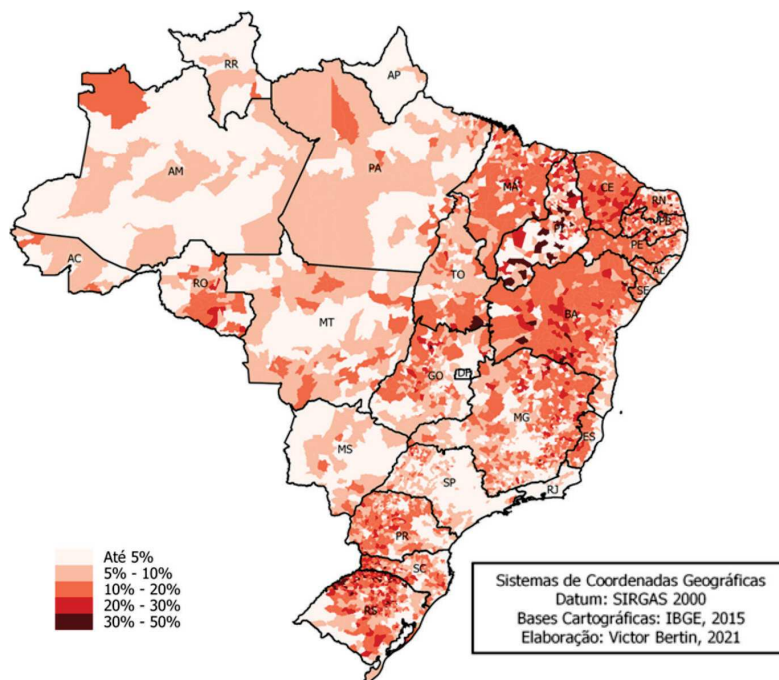 RR
AP
AM
PA
MA
CE
RN
PB
PI
PE
AC
TO
AL
SE
RO
BA
MT
GO
DF
MG
ES
MS
SP
RJ
PR
SC
RS
Até 5%
5% - 10%
10% - 20%
20% - 30%
30% - 50%
Sistemas de Coordenadas Geográficas
Datum: SIRGAS 2000
Bases Cartográficas: IBGE, 2015
Elaboração: Victor Bertin, 2021